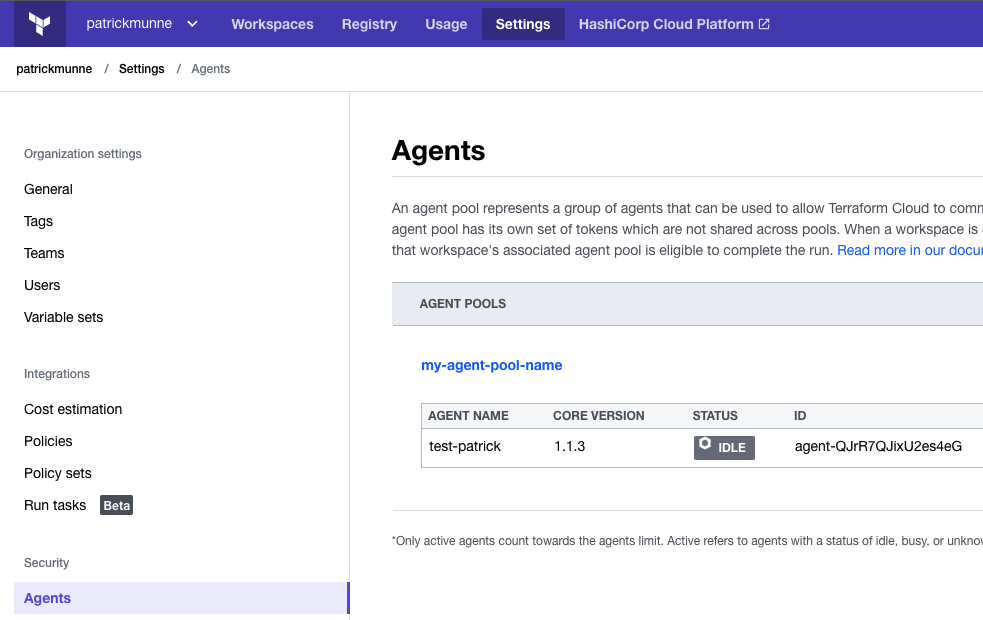 patrickmunne Workspaces Registry Usage Settings HashiCorp Cloud Platform
patrickmunne / Settings / Agents
Organization settings
General
Tags
Teams
Users
Variable sets
Integrations
Cost estimation
Policies
Policy sets
Run tasks Beta
Security
Agents
Agents
An agent pool represents a group of agents that can be used to allow Terraform Cloud to comm
agent pool has its own set of tokens which are not shared across pools. When a workspace is
that workspace's associated agent pool is eligible to complete the run. Read more in our docu
AGENT POOLS
my-agent-pool-name
AGENT NAME CORE VERSION STATUS ID
test-patrick 1.1.3 IDLE agent-QJrR7QJixU2es4eG
*Only active agents count towards the agents limit. Active refers to agents with a status of idle, busy, or unknow